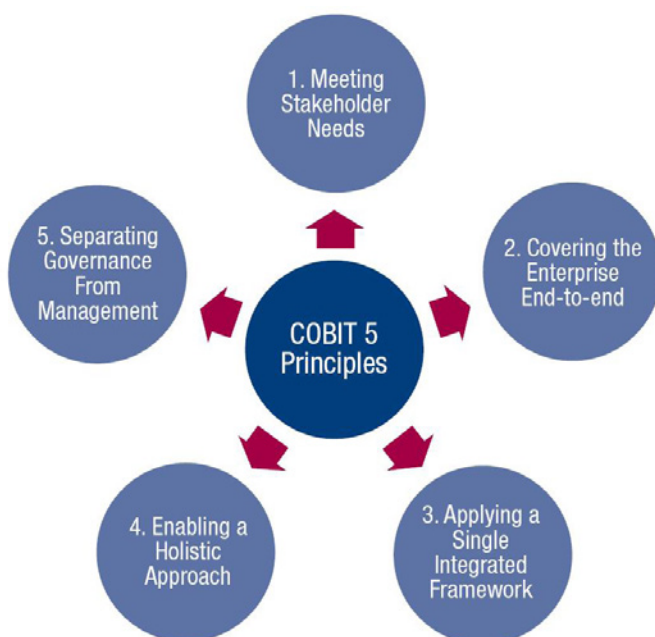 1. Meeting
Stakeholder
Needs
2. Covering the
Enterprise
End-to-end
3. Applying a
Single
Integrated
Framework
4. Enabling a
Holistic
Approach
5. Separating
Governance
From
Management
COBIT 5
Principles